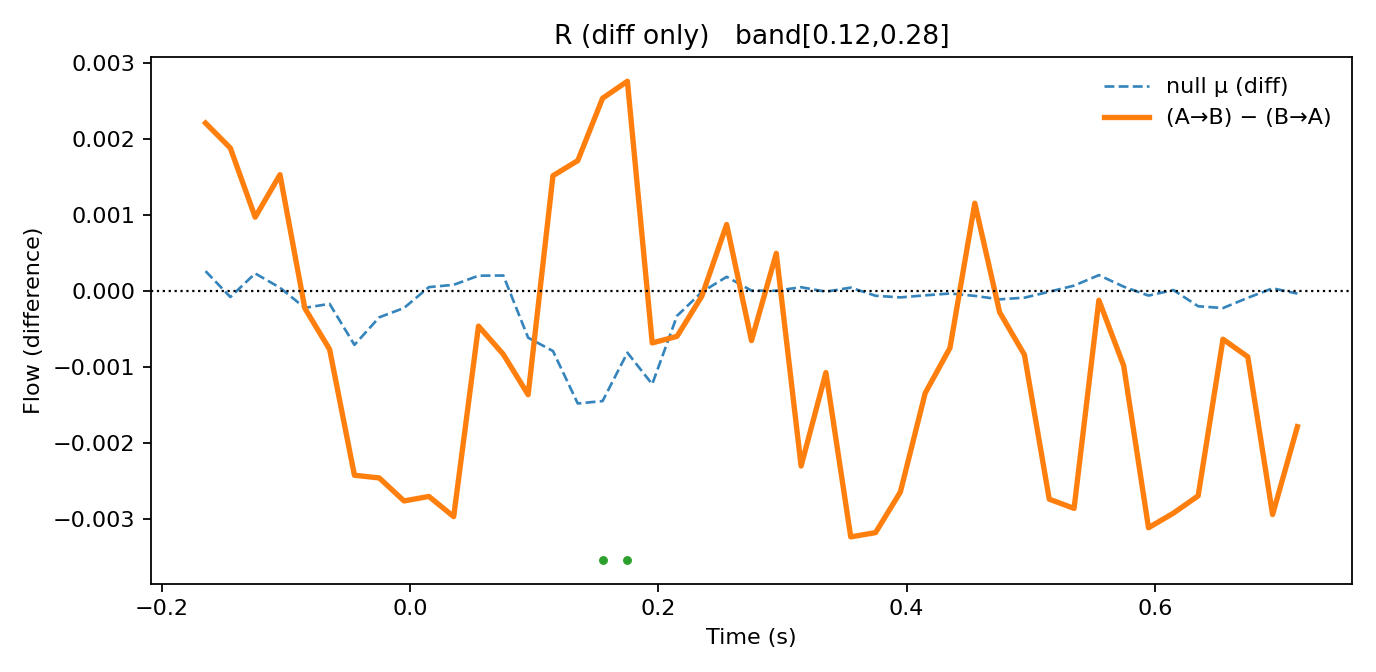 R (diff only)   band[0.12,0.28]
null μ (diff)
(A→B) − (B→A)
Flow (difference)
0.003
0.002
0.001
0.000
−0.001
−0.002
−0.003
−0.2
0.0
0.2
0.4
0.6
Time (s)